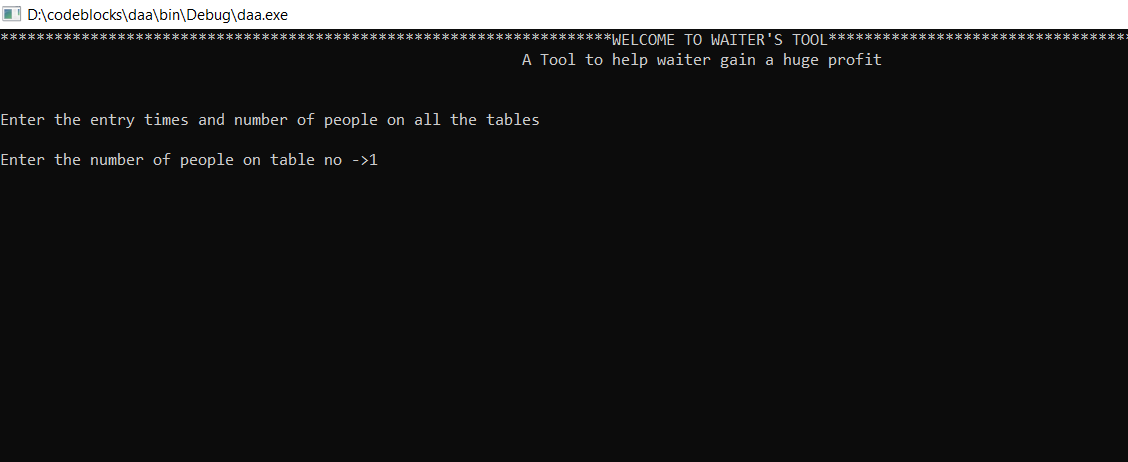 D:\codeblocks\daa\bin\Debug\daa.exe
********************************************************************WELCOME TO WAITER'S TOOL**********************************
A Tool to help waiter gain a huge profit
Enter the entry times and number of people on all the tables
Enter the number of people on table no ->1